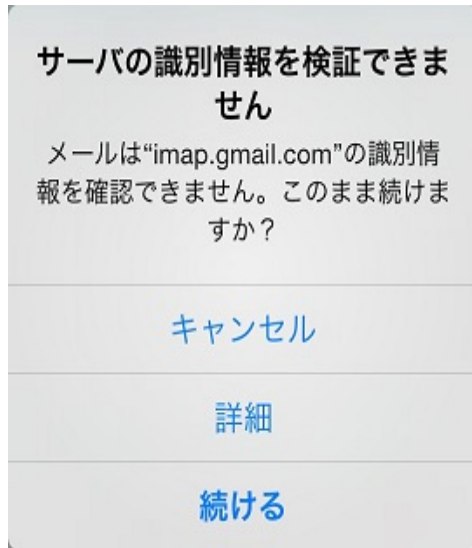 サーバの識別情報を検証できま
せん
メールは“imap.gmail.com”の識別情
報を確認できません。このまま続けま
すか？
キャンセル
詳細
続ける